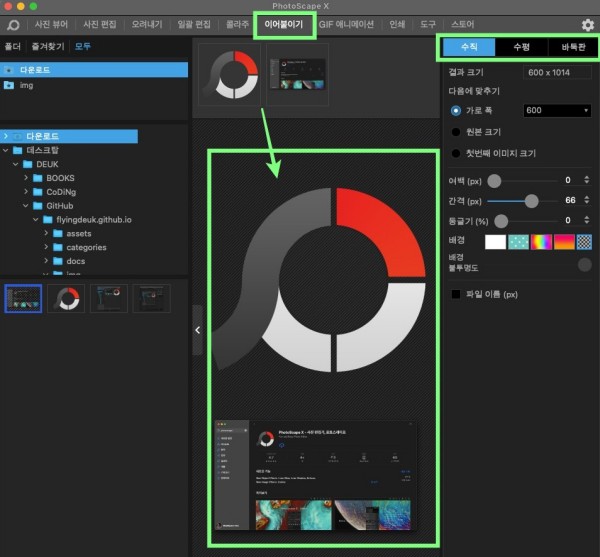 PhotoScape X
사진 뷰어 사진 편집 오려내기 일괄 편집 콜라주 이어붙이기 GIF 애니메이션 인쇄 도구 스토어
폴더 즐겨찾기 모두
다운로드
img
다운로드
데스크탑
DEUK
BOOKS
CoDiNg
GitHub
flyingdeuk.github.io
assets
categories
docs
img
PhotoScape X - 사진 편집기, 포토스케이프
수직 수평 바둑판
결과 크기 600 x 1014
다음에 맞추기
가로 폭 600
원본 크기
첫번째 이미지 크기
여백 (px) 0
간격 (px) 66
둥글기 (%) 0
배경
배경
불투명도
파일 이름 (px)